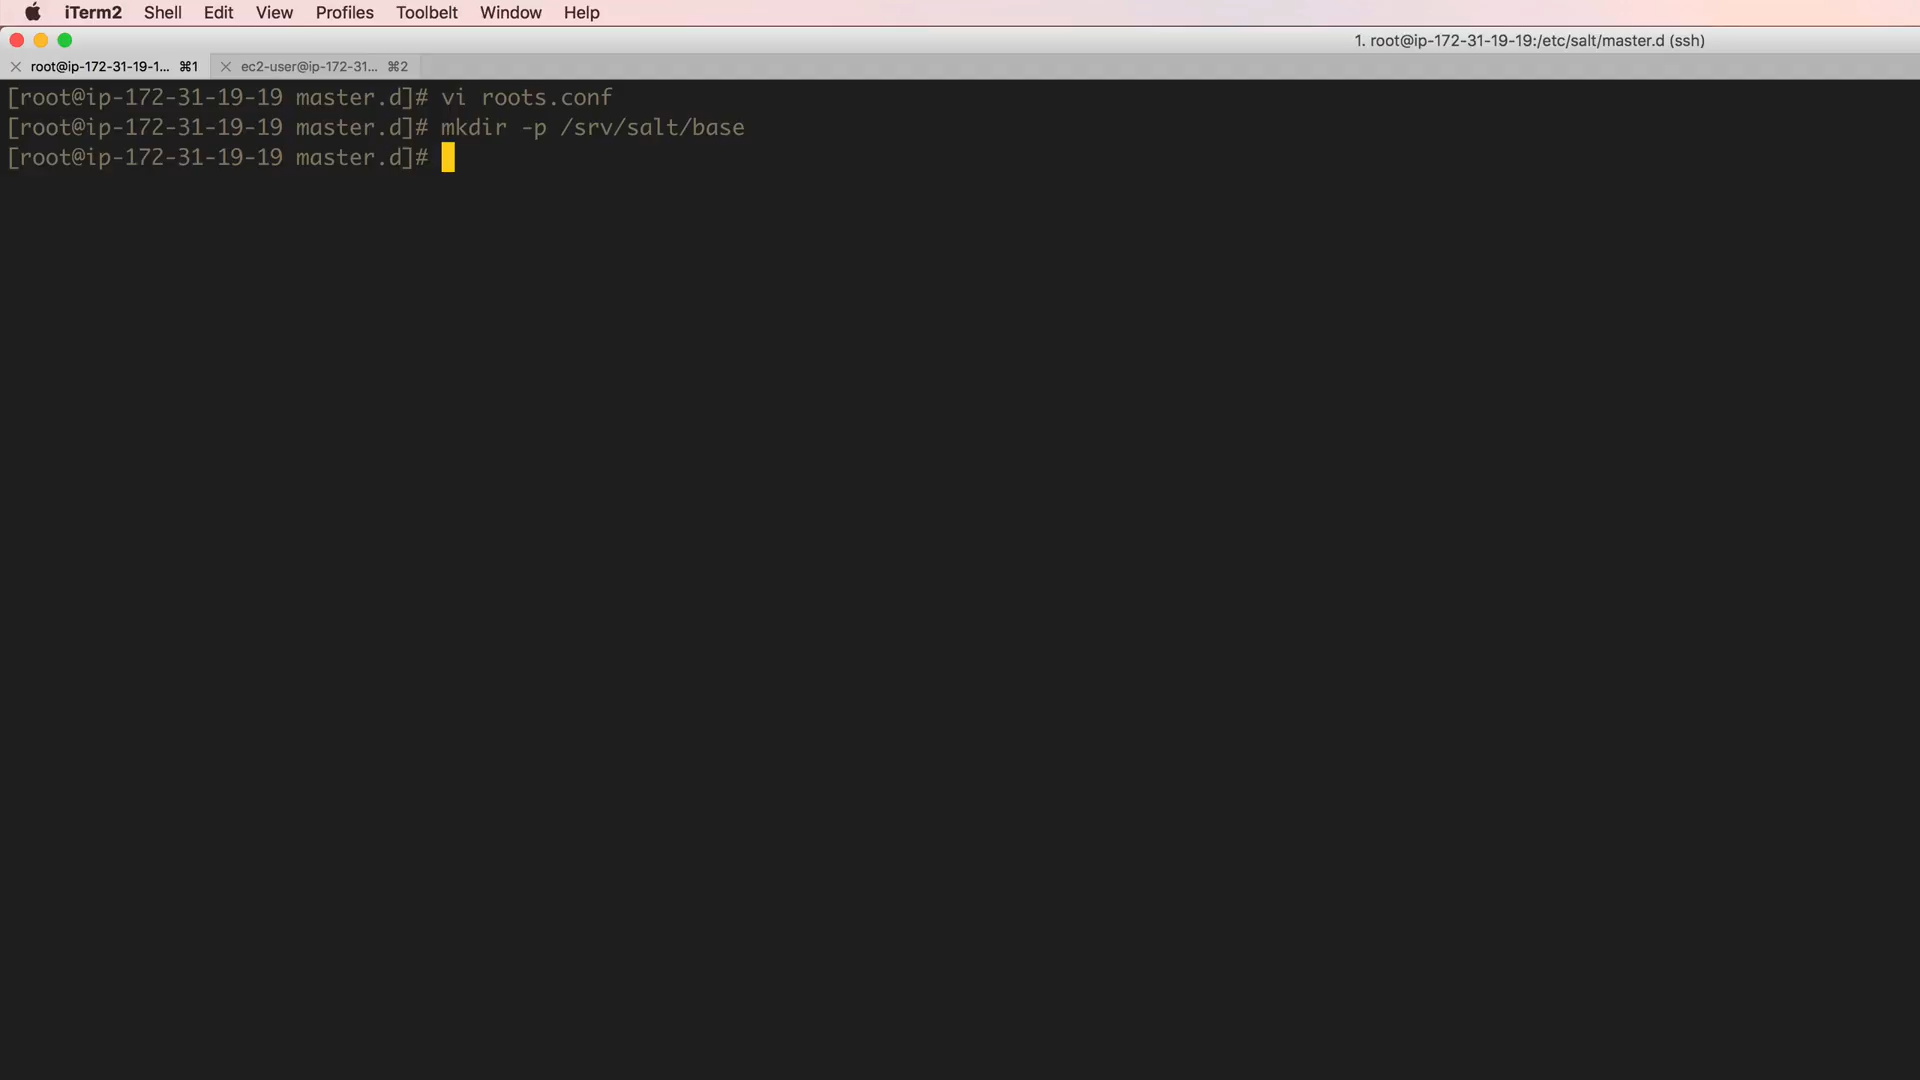 iTerm2 Shell Edit View Profiles Toolbelt Window Help
1. root@ip-172-31-19-19:/etc/salt/master.d (ssh)
root@ip-172-31-19-1... ⌘1 ec2-user@ip-172-31... ⌘2
[root@ip-172-31-19-19 master.d]# vi roots.conf
[root@ip-172-31-19-19 master.d]# mkdir -p /srv/salt/base
[root@ip-172-31-19-19 master.d]#